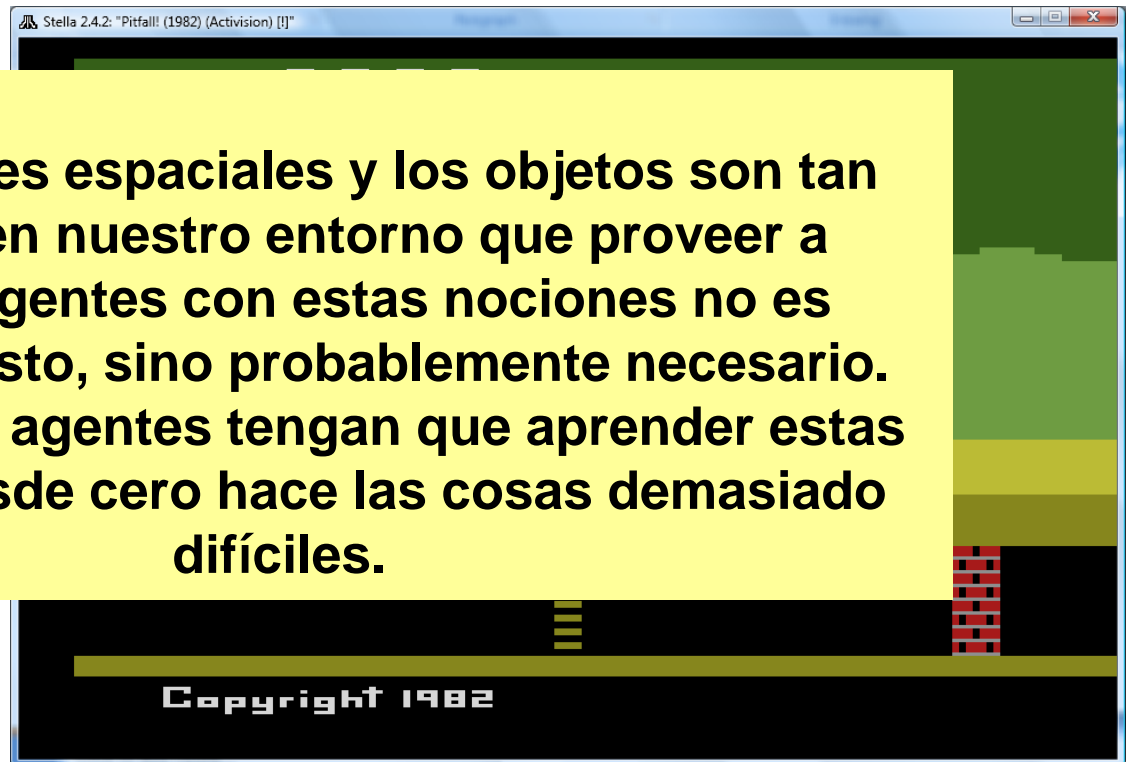 Stella 2.4.2: "Pitfall! (1982) (Activision) [!]"
es espaciales y los objetos son tan
en nuestro entorno que proveer a
gentes con estas nociones no es
sto, sino probablemente necesario.
agentes tengan que aprender estas
sde cero hace las cosas demasiado
difíciles.
Copyright 1982